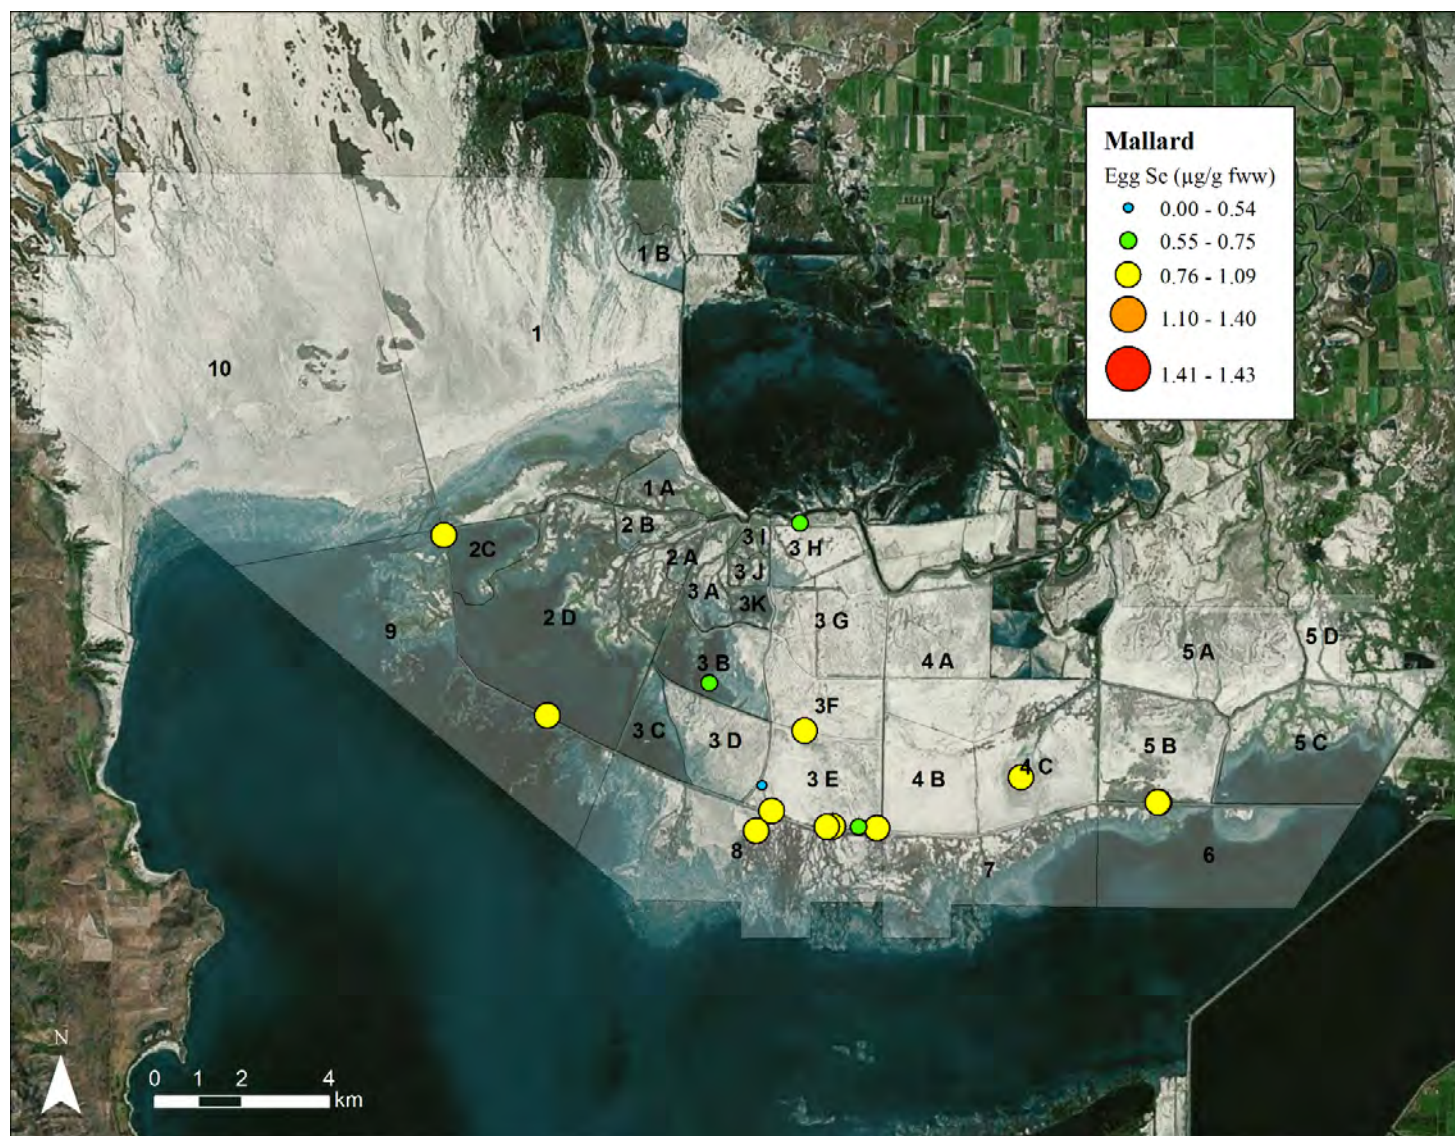 Mallard
Egg Se (µg/g fww)
0.00 - 0.54
0.55 - 0.75
0.76 - 1.09
1.10 - 1.40
1.41 - 1.43
1 B
1
10
1 A
2 B
3 I
3 H
2C
2 A
3 J
3 A
3K
2 D
3 G
9
5 D
5 A
3 B
4 A
3F
3 C
3 D
5 B
5 C
4 C
3 E
4 B
8
6
7
N
0 1 2 4
km